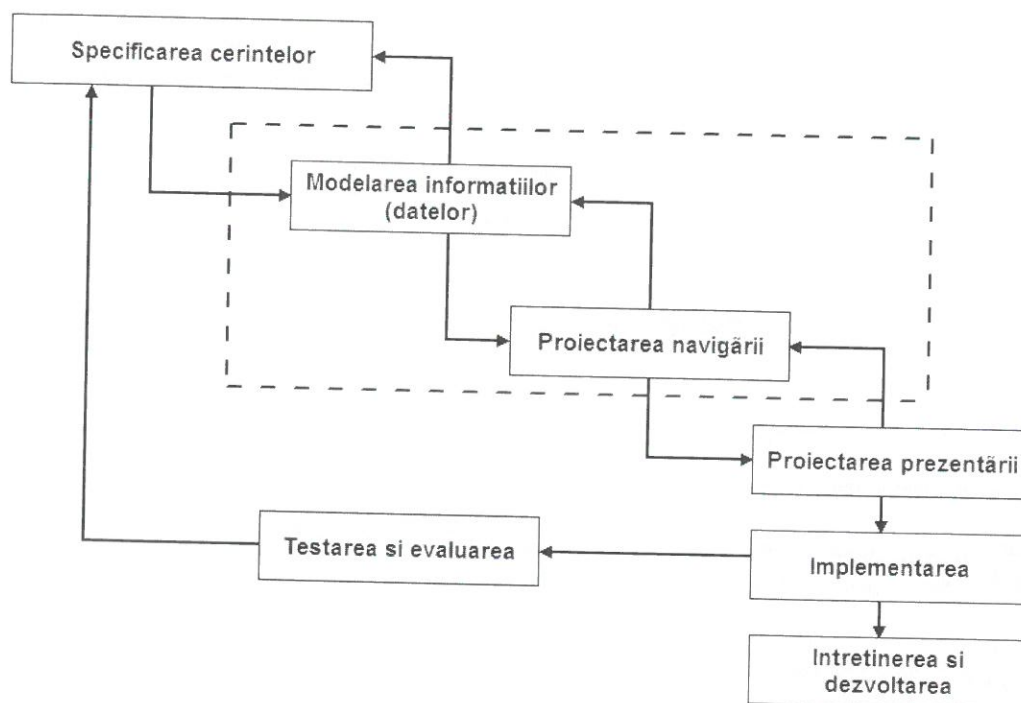 Specificarea cerintelor
Modelarea informatiilor
(datelor)
Proiectarea navigării
Proiectarea prezentării
Testarea si evaluarea
Implementarea
Intretinerea si
dezvoltarea